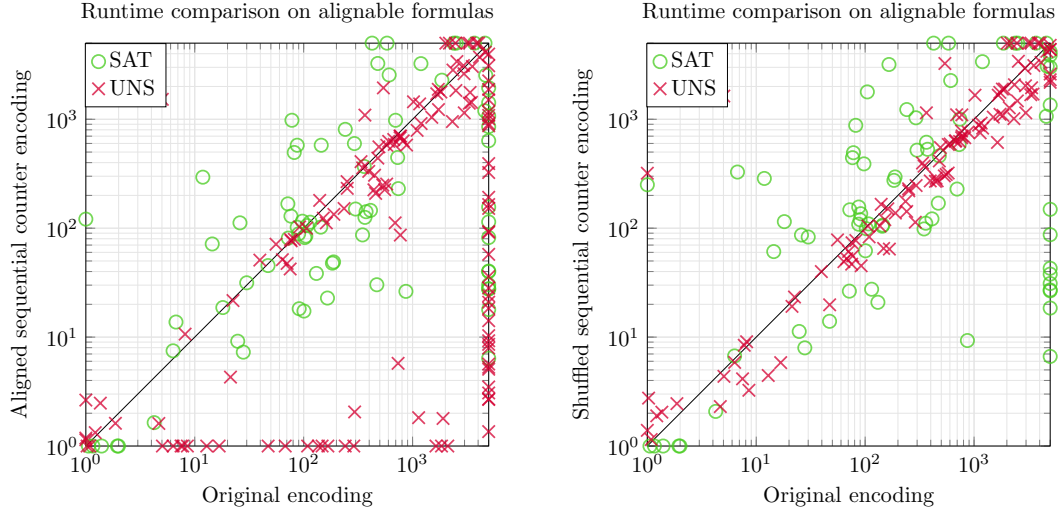 Runtime comparison on alignable formulas
SAT
UNS
10^3
10^2
10^1
10^0
10^0 10^1 10^2 10^3
Aligned sequential counter encoding
Original encoding
Runtime comparison on alignable formulas
SAT
UNS
10^3
10^2
10^1
10^0
10^0 10^1 10^2 10^3
Shuffled sequential counter encoding
Original encoding